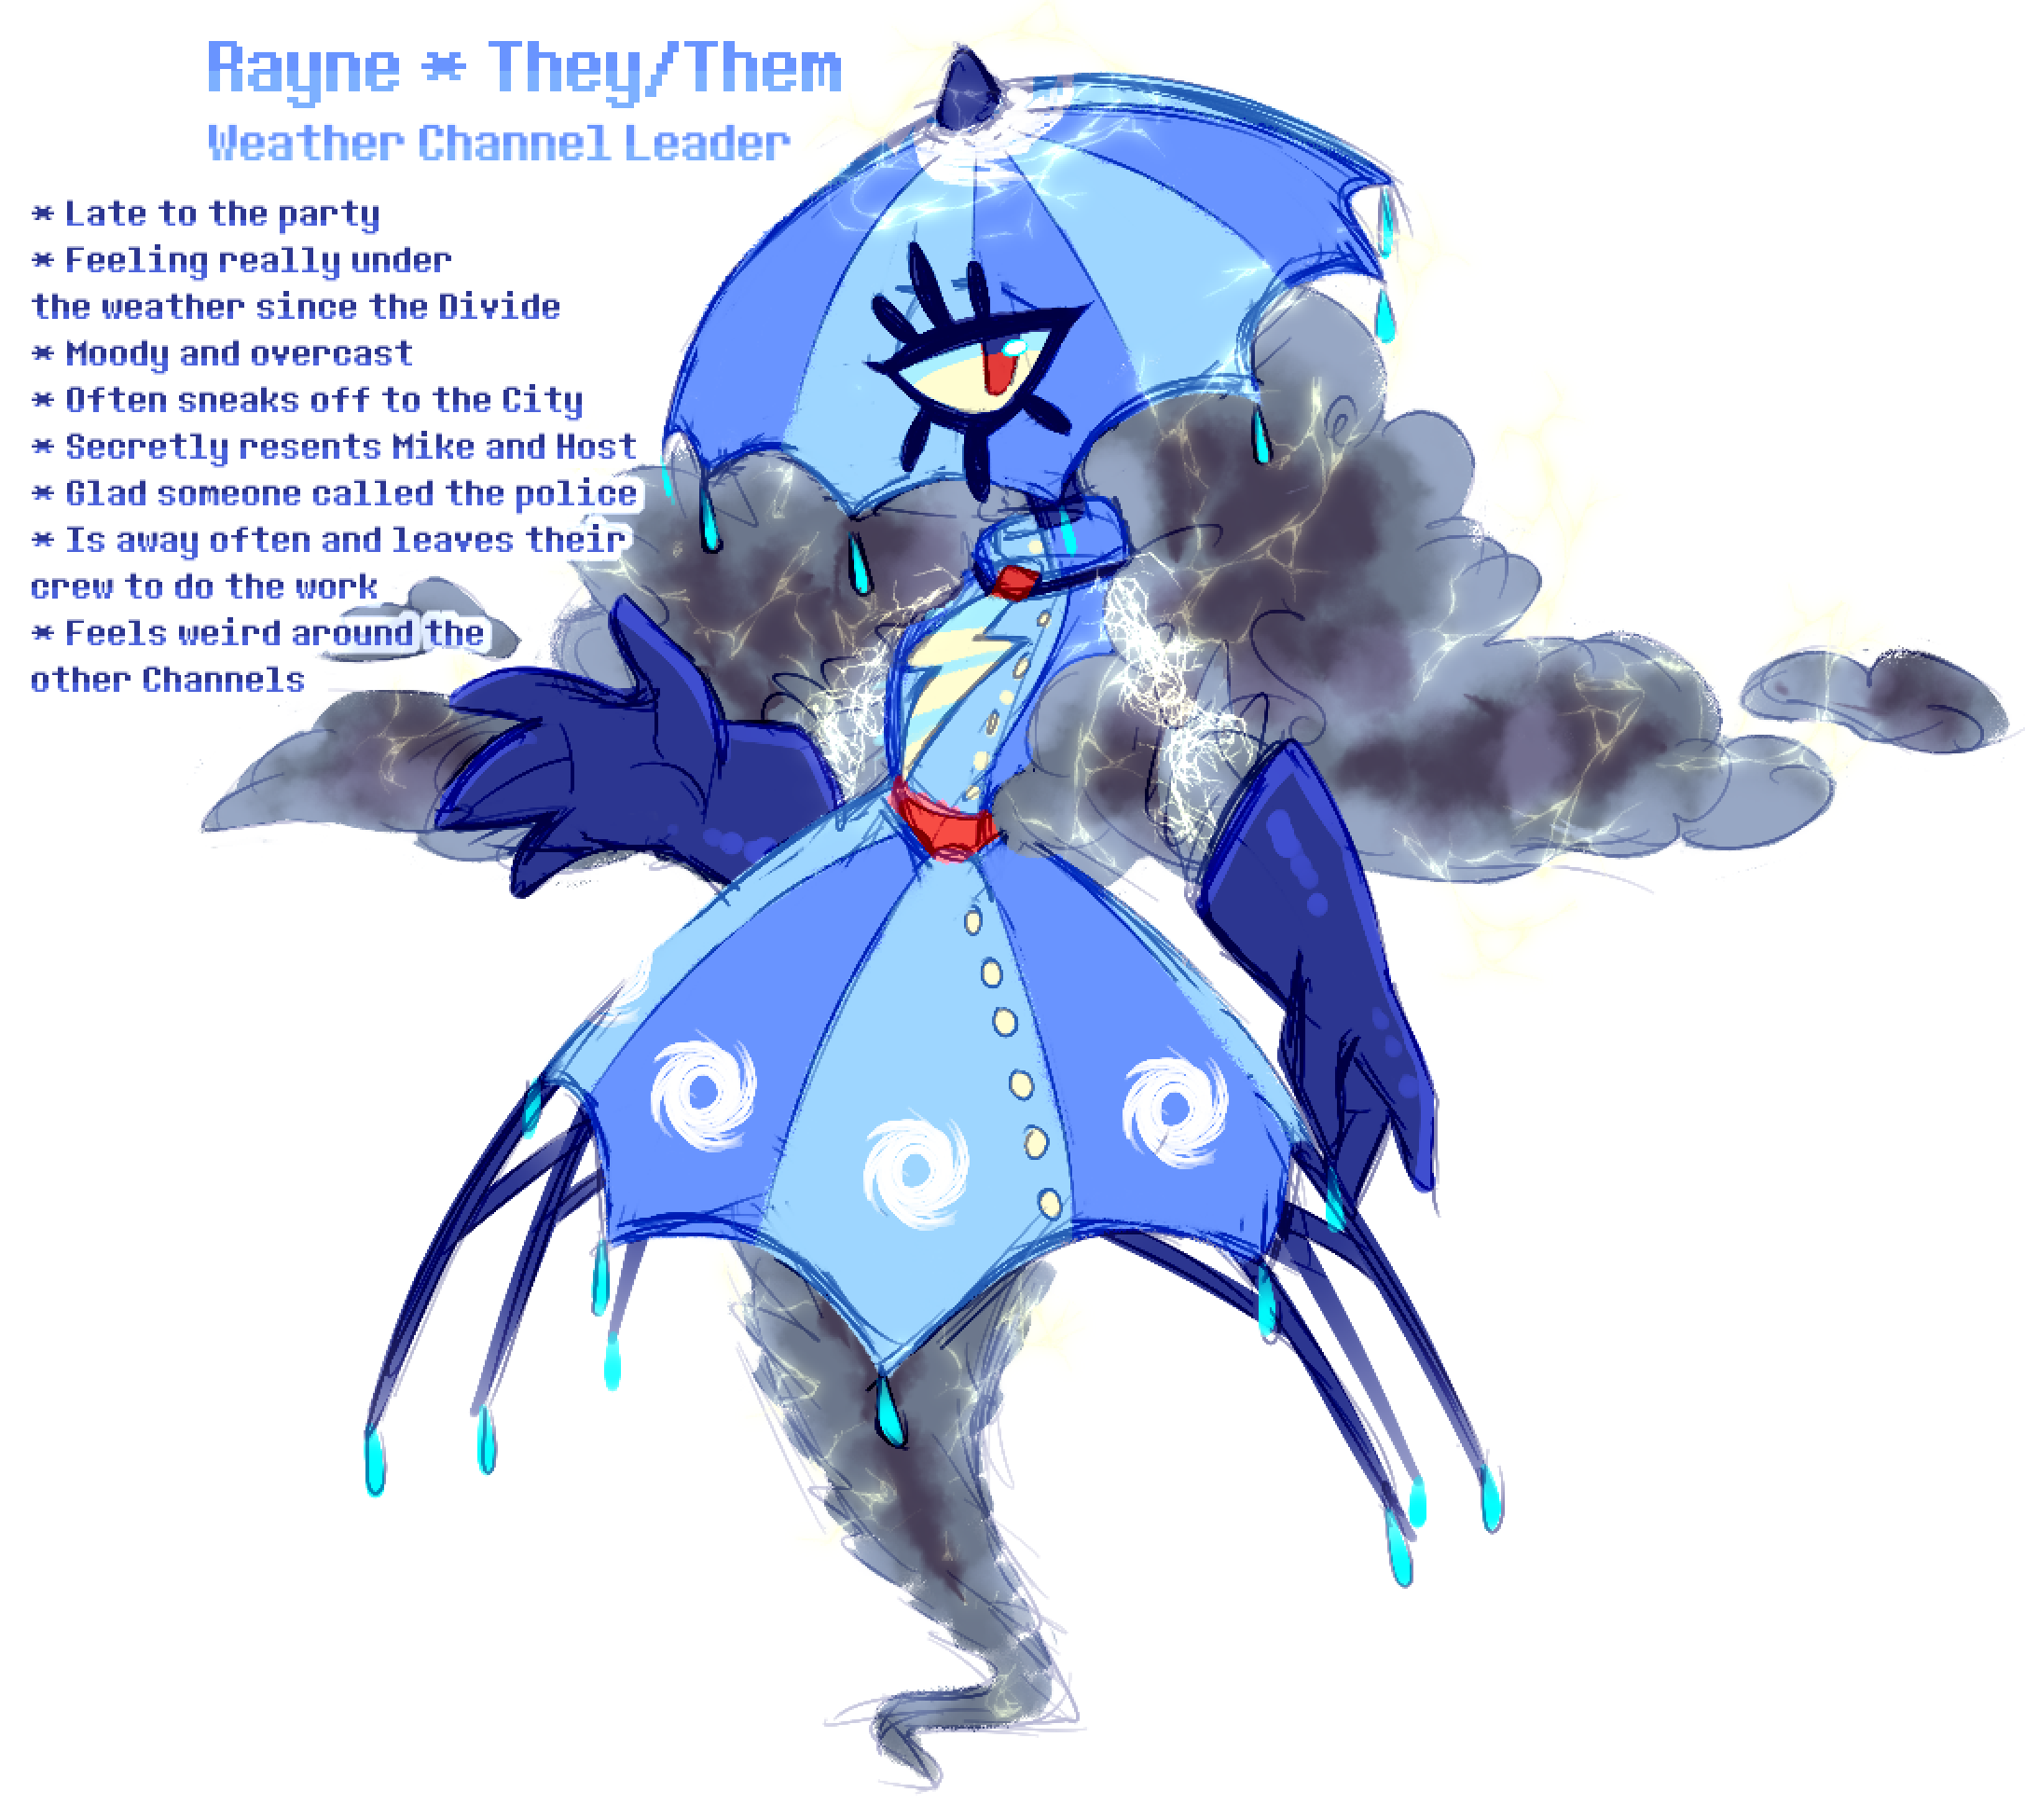 Rayne * They/Them
Weather Channel Leader
* Late to the party
* Feeling really under
the weather since the Divide
* Moody and overcast
* Often sneaks off to the City
* Secretly resents Mike and Host
* Glad someone called the police
* Is away often and leaves their
crew to do the work
* Feels weird around the
other Channels